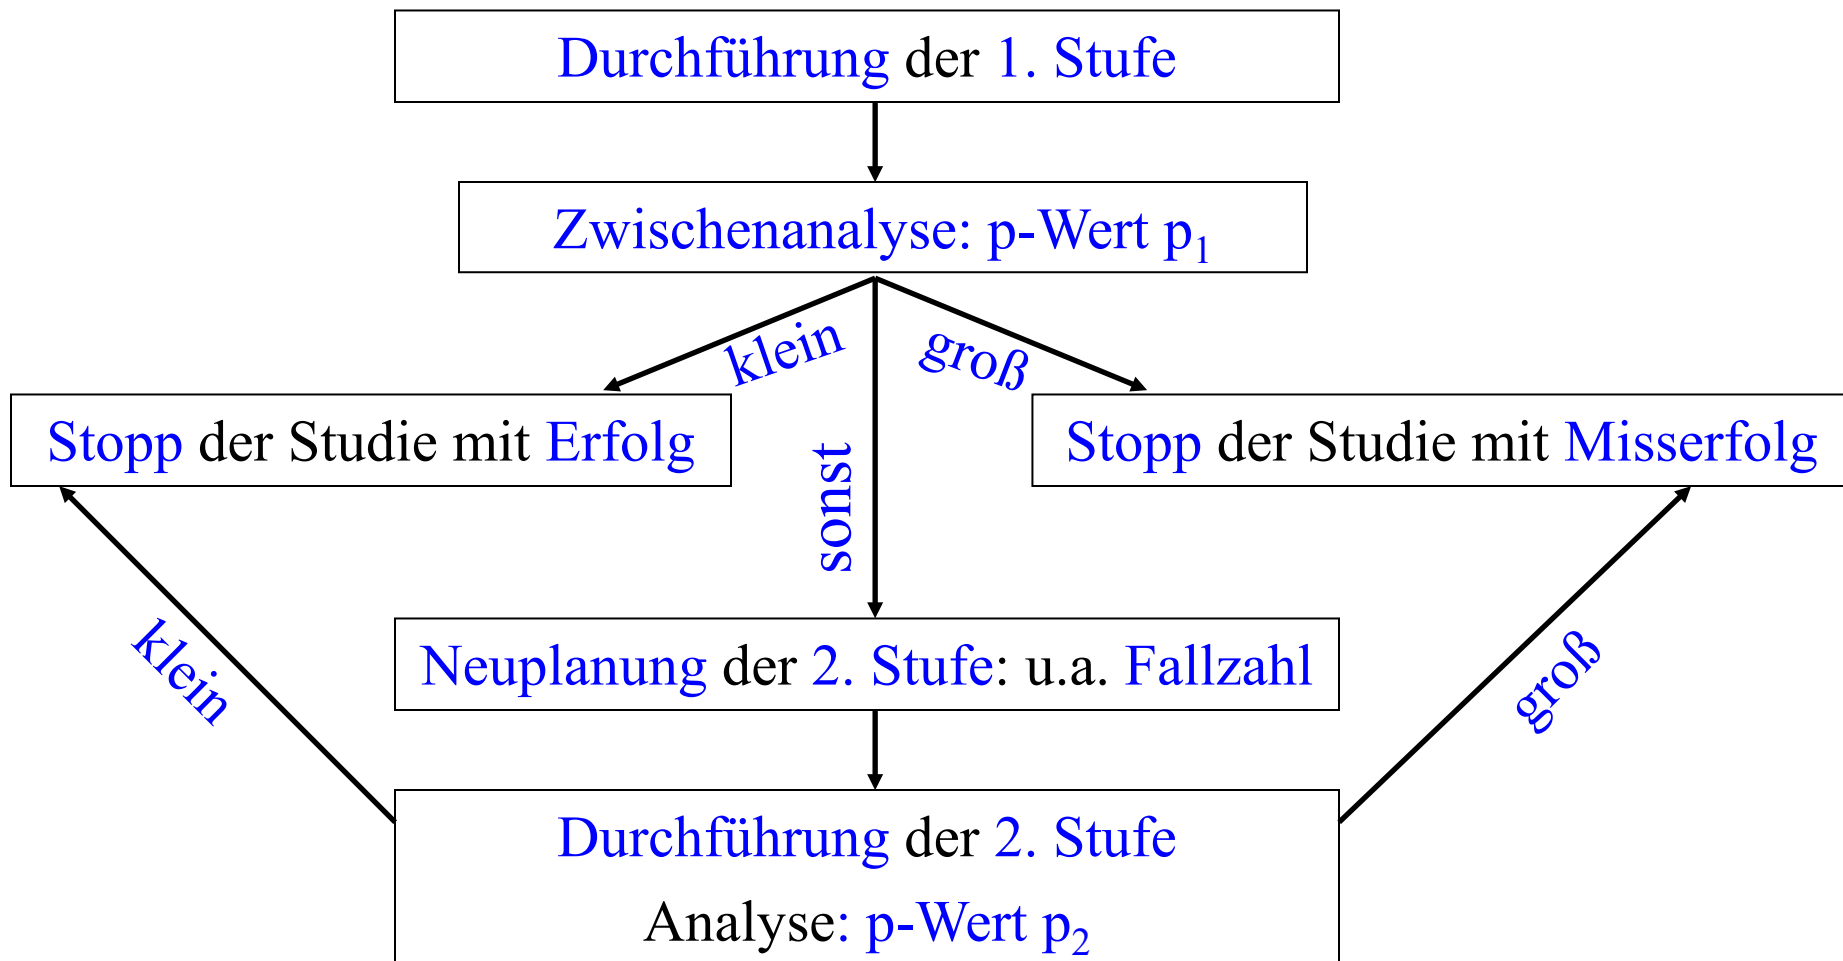 Durchführung der 1. Stufe
Zwischenanalyse: p-Wert p₁
klein
groß
Stopp der Studie mit Erfolg
Stopp der Studie mit Misserfolg
sonst
klein
Neuplanung der 2. Stufe: u.a. Fallzahl
groß
Durchführung der 2. Stufe
Analyse: p-Wert p₂